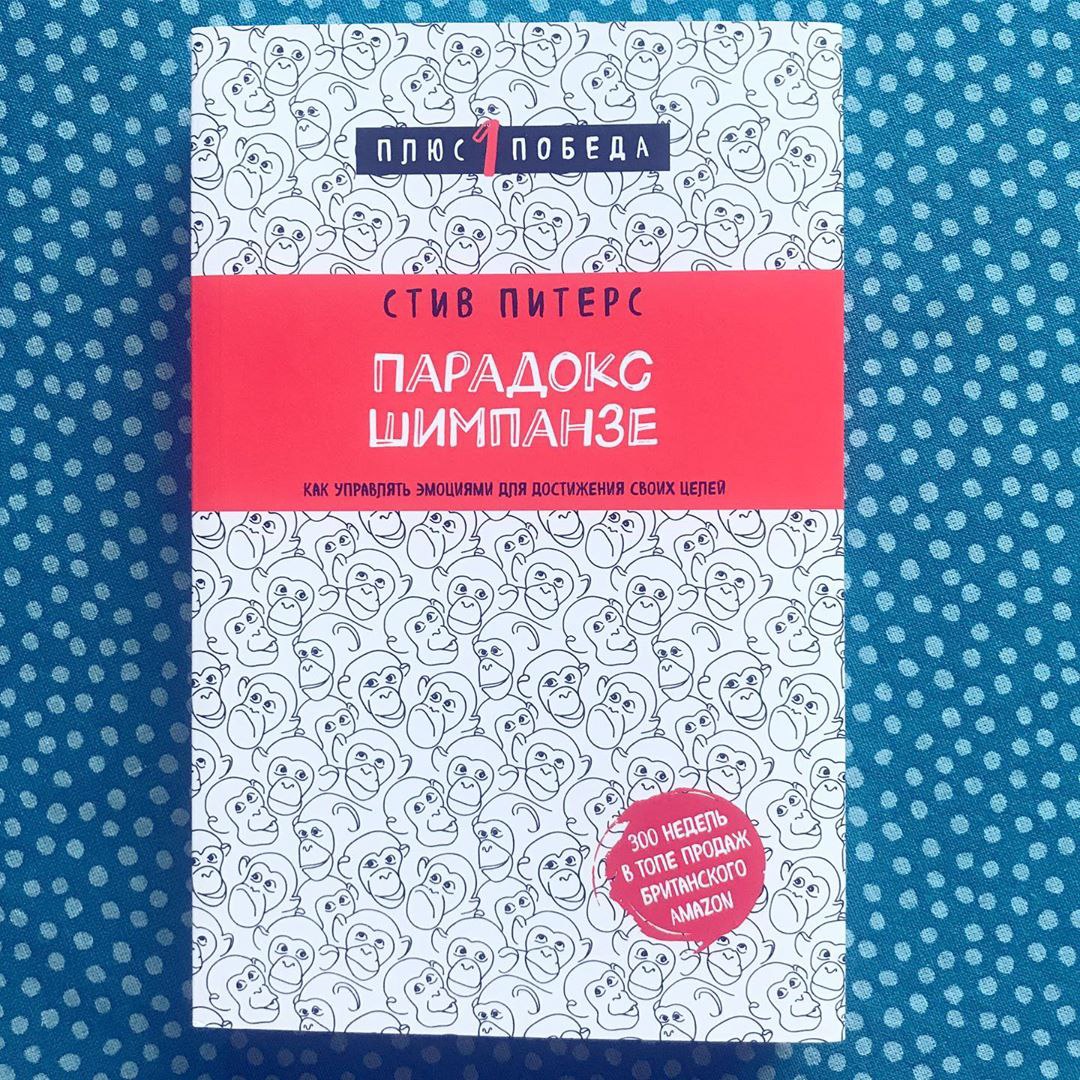 ПЛЮС 1 ПОБЕДА
СТИВ ПИТЕРС
ПАРАДОКС
ШИМПАНЗЕ
КАК УПРАВЛЯТЬ ЭМОЦИЯМИ ДЛЯ ДОСТИЖЕНИЯ СВОИХ ЦЕЛЕЙ
300 НЕДЕЛЬ
В ТОПЕ ПРОДАЖ
БРИТАНСКОГО
AMAZON